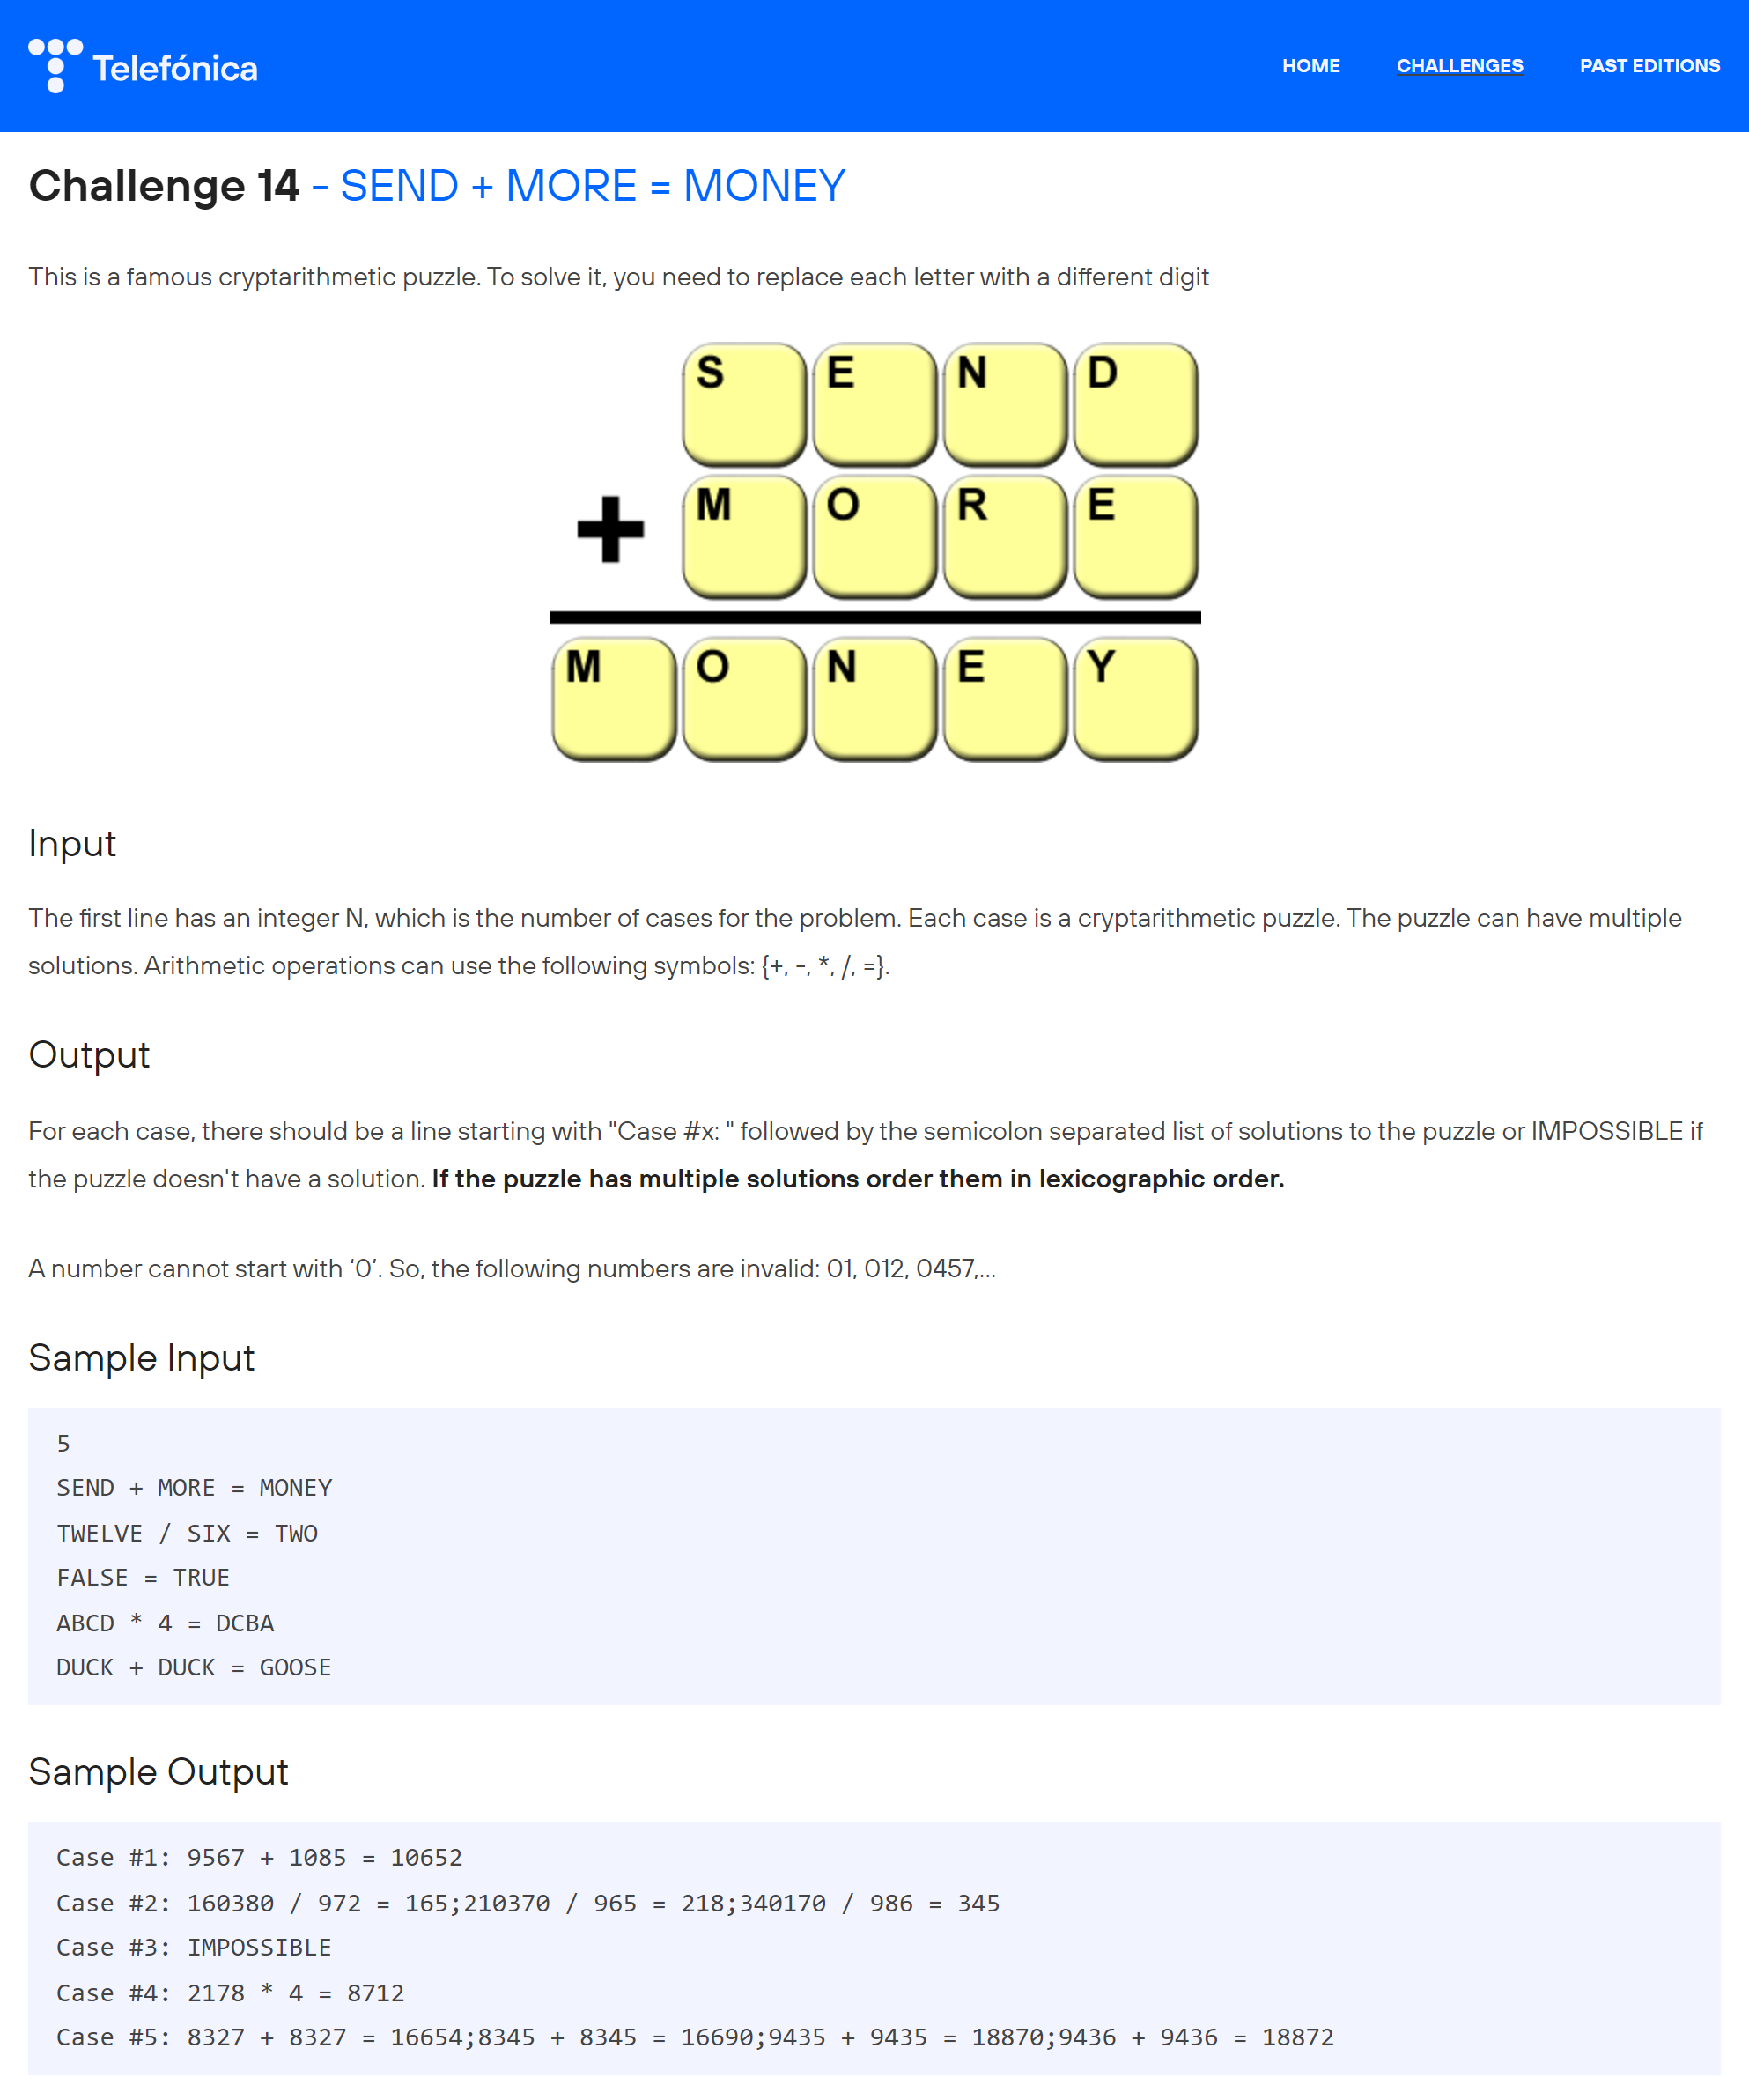 Telefónica
HOME CHALLENGES PAST EDITIONS
Challenge 14 - SEND + MORE = MONEY
This is a famous cryptarithmetic puzzle. To solve it, you need to replace each letter with a different digit
S E N D
+ M O R E
M O N E Y
Input
The first line has an integer N, which is the number of cases for the problem. Each case is a cryptarithmetic puzzle. The puzzle can have multiple
solutions. Arithmetic operations can use the following symbols: {+, -, *, /, =}.
Output
For each case, there should be a line starting with "Case #x: " followed by the semicolon separated list of solutions to the puzzle or IMPOSSIBLE if
the puzzle doesn't have a solution. If the puzzle has multiple solutions order them in lexicographic order.
A number cannot start with ‘0’. So, the following numbers are invalid: 01, 012, 0457,...
Sample Input
5
SEND + MORE = MONEY
TWELVE / SIX = TWO
FALSE = TRUE
ABCD * 4 = DCBA
DUCK + DUCK = GOOSE
Sample Output
Case #1: 9567 + 1085 = 10652
Case #2: 160380 / 972 = 165;210370 / 965 = 218;340170 / 986 = 345
Case #3: IMPOSSIBLE
Case #4: 2178 * 4 = 8712
Case #5: 8327 + 8327 = 16654;8345 + 8345 = 16690;9435 + 9435 = 18870;9436 + 9436 = 18872